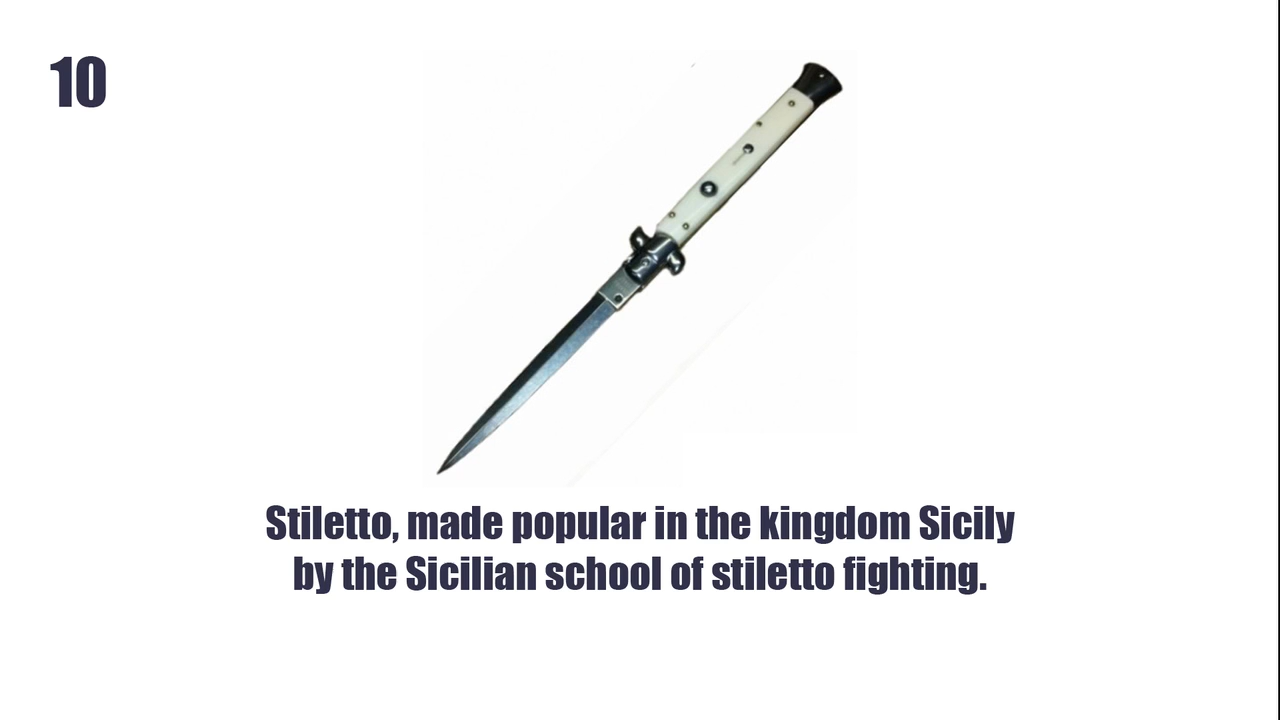 10
Stiletto, made popular in the kingdom Sicily
by the Sicilian school of stiletto fighting.